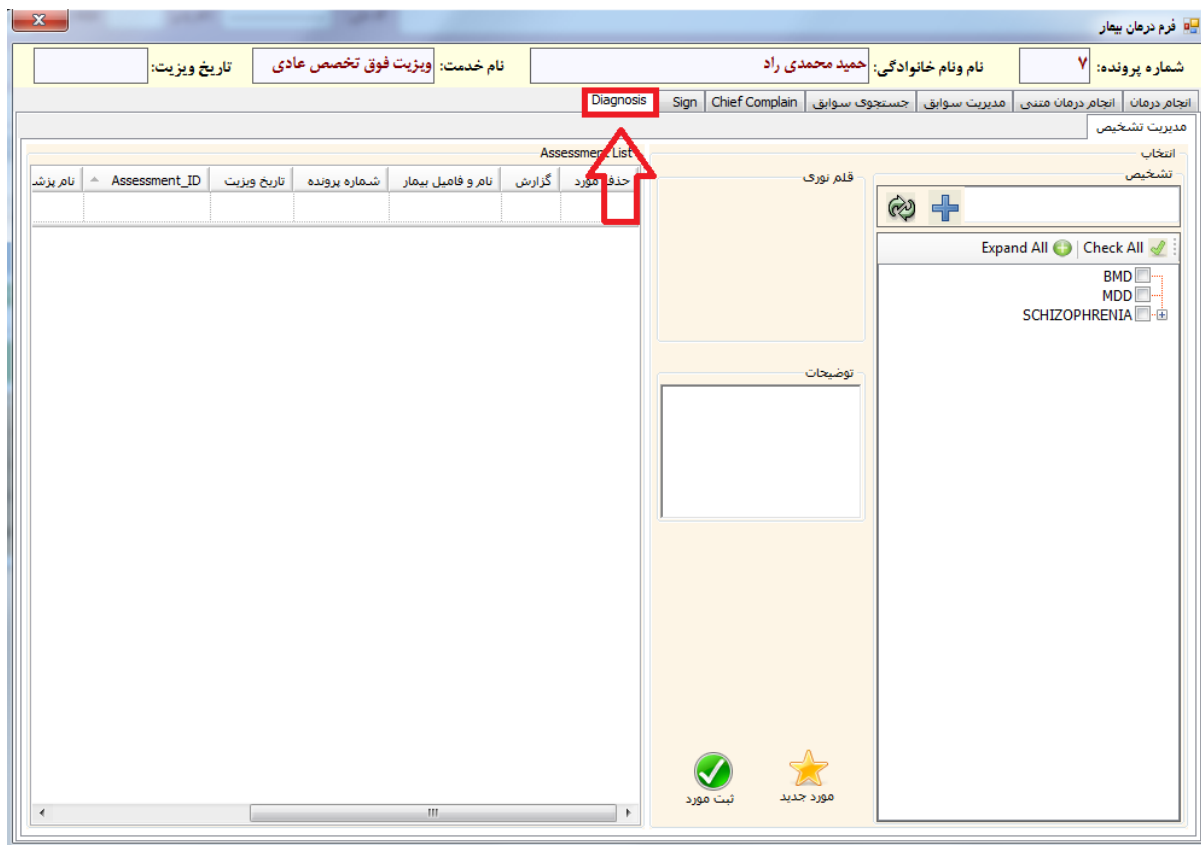 فرم درمان بیمار
شماره پرونده: ۷ نام ونام خانوادگی: حمید محمدی راد نام خدمت: ویزیت فوق تخصص عادی تاریخ ویزیت:
انجام درمان انجام درمان متنی مدیریت سوابق جستجوی سوابق Chief Complain Sign Diagnosis
مدیریت تشخیص
انتخاب
تشخیص
Expand All Check All
BMD
MDD
SCHIZOPHRENIA
قلم نوری
توضیحات
مورد جدید ثبت مورد
Assessment List
حذف مورد گزارش نام و فامیل بیمار شماره پرونده تاریخ ویزیت Assessment_ID نام پزشـ